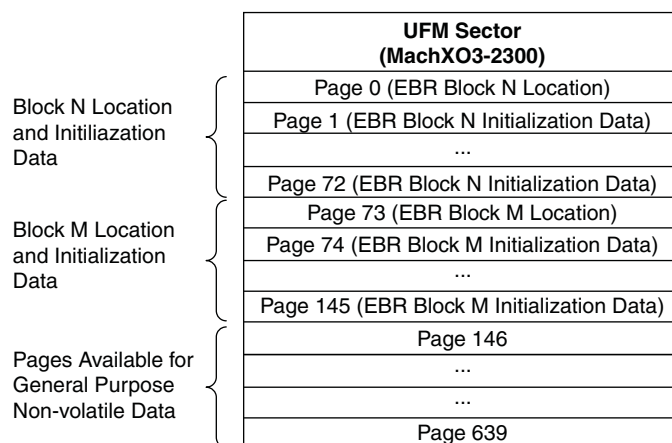 UFM Sector
(MachXO3-2300)
Block N Location
and Initiliazation
Data
Page 0 (EBR Block N Location)
Page 1 (EBR Block N Initialization Data)
...
Page 72 (EBR Block N Initialization Data)
Block M Location
and Initialization
Data
Page 73 (EBR Block M Location)
Page 74 (EBR Block M Initialization Data)
...
Page 145 (EBR Block M Initialization Data)
Pages Available for
General Purpose
Non-volatile Data
Page 146
...
...
Page 639